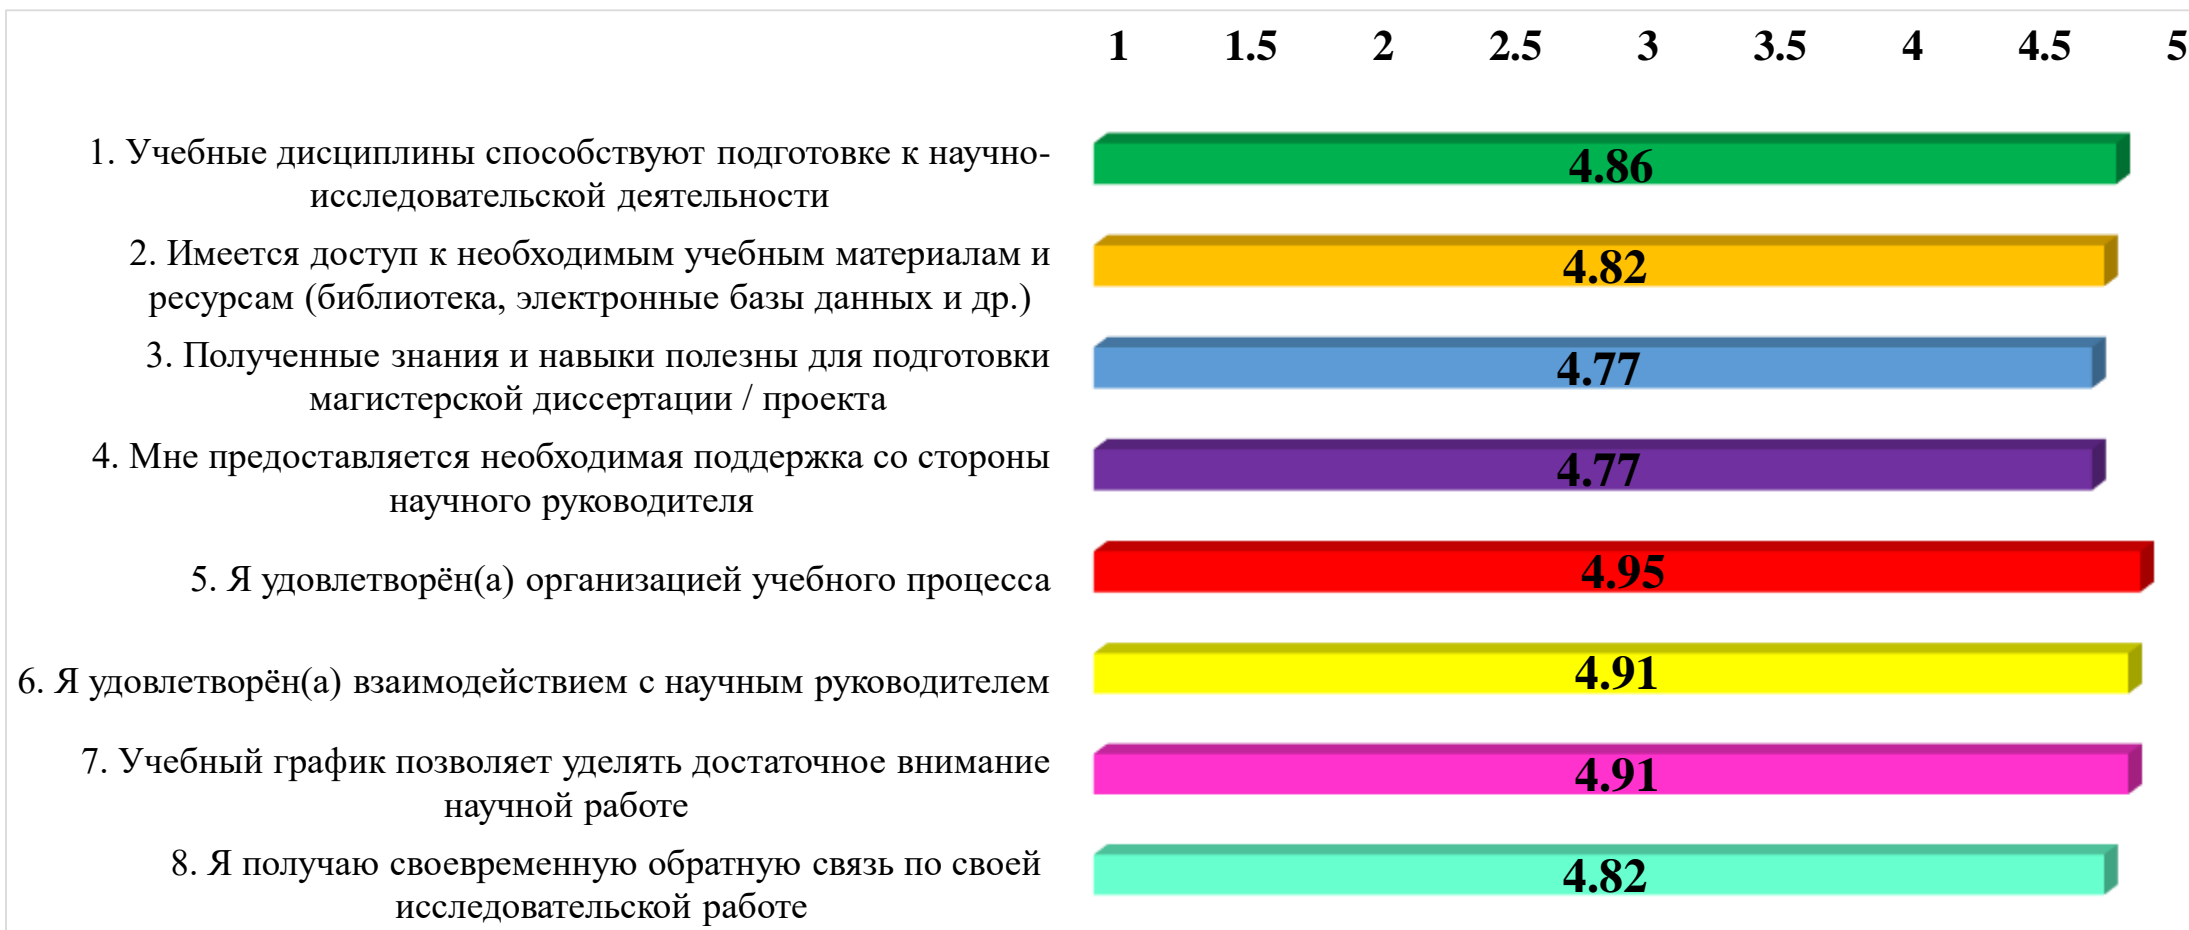 1 1.5 2 2.5 3 3.5 4 4.5 5
1. Учебные дисциплины способствуют подготовке к научно-
исследовательской деятельности
4.86
2. Имеется доступ к необходимым учебным материалам и
ресурсам (библиотека, электронные базы данных и др.)
4.82
3. Полученные знания и навыки полезны для подготовки
магистерской диссертации / проекта
4.77
4. Мне предоставляется необходимая поддержка со стороны
научного руководителя
4.77
5. Я удовлетворён(а) организацией учебного процесса
4.95
6. Я удовлетворён(а) взаимодействием с научным руководителем
4.91
7. Учебный график позволяет уделять достаточное внимание
научной работе
4.91
8. Я получаю своевременную обратную связь по своей
исследовательской работе
4.82